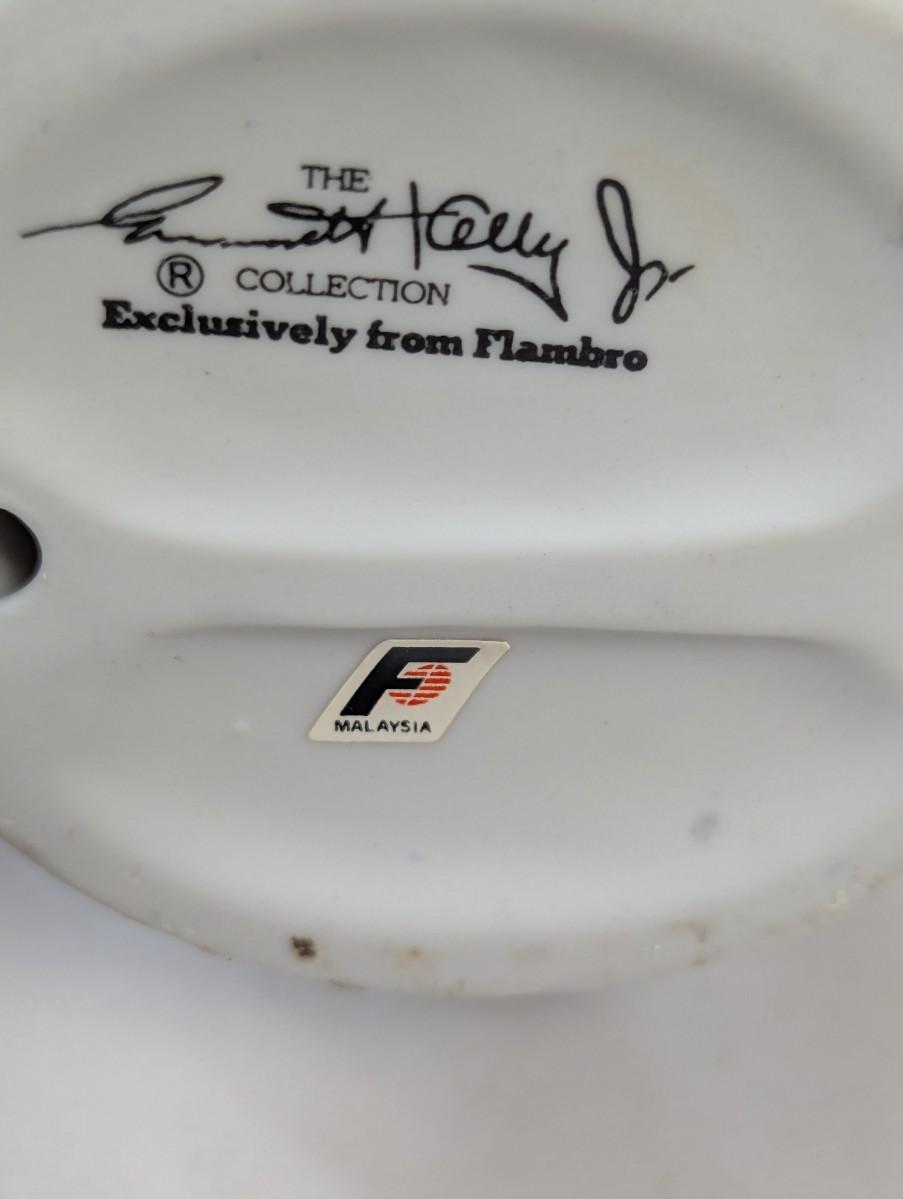 THE
Emmett Kelly Jr.
® COLLECTION
Exclusively from Flambro
F
MALAYSIA